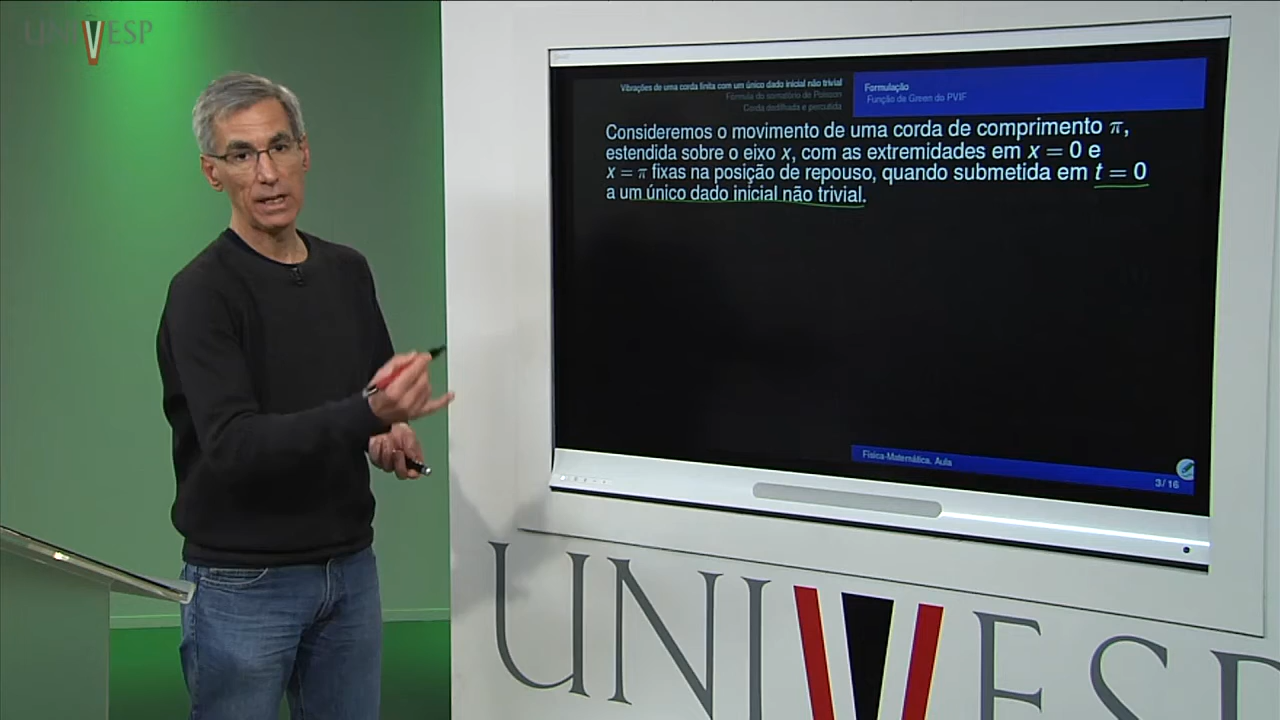 UNIVESP
Vibrações de uma corda finita com um único dado inicial não trivial
Fórmula do somatório de Poisson
Corda dedilhada e percutida
Formulação
Função de Green do PVIF
Consideremos o movimento de uma corda de comprimento π,
estendida sobre o eixo x, com as extremidades em x = 0 e
x = π fixas na posição de repouso, quando submetida em t = 0
a um único dado inicial não trivial.
Física-Matemática, Aula
3/16
UNIVESP